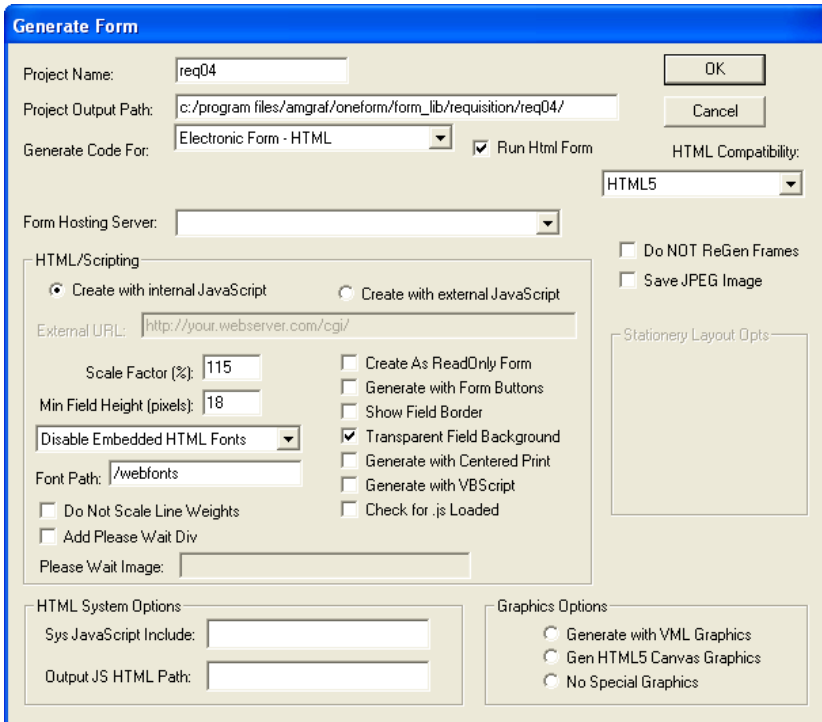 Generate Form
Project Name: req04
OK
Project Output Path: c:/program files/amgraf/oneform/form_lib/requisition/req04/
Cancel
Generate Code For: Electronic Form - HTML
Run Html Form
HTML Compatibility:
HTML5
Form Hosting Server:
Do NOT ReGen Frames
Save JPEG Image
HTML/Scripting
Create with internal JavaScript
Create with external JavaScript
External URL: http://your.webserver.com/cgi/
Scale Factor (%): 115
Min Field Height (pixels): 18
Disable Embedded HTML Fonts
Font Path: /webfonts
Do Not Scale Line Weights
Add Please Wait Div
Please Wait Image:
Create As ReadOnly Form
Generate with Form Buttons
Show Field Border
Transparent Field Background
Generate with Centered Print
Generate with VBScript
Check for .js Loaded
Stationery Layout Opts
HTML System Options
Sys JavaScript Include:
Output JS HTML Path:
Graphics Options
Generate with VML Graphics
Gen HTML5 Canvas Graphics
No Special Graphics